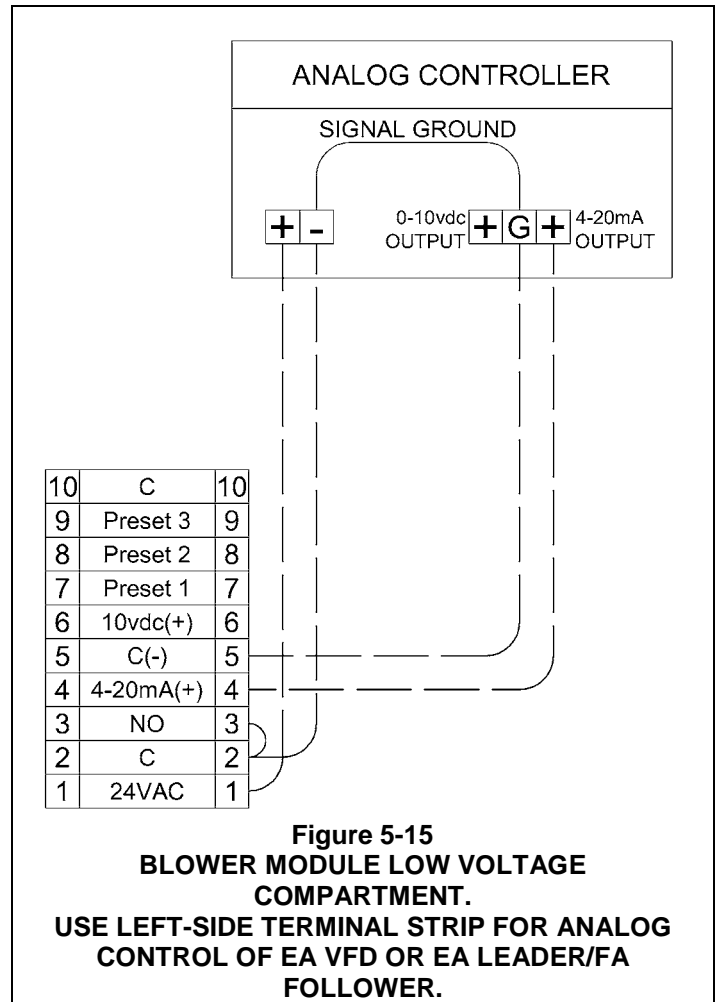 ANALOG CONTROLLER
SIGNAL GROUND
+ -
0-10vdc OUTPUT + G + 4-20mA OUTPUT
10 C 10
9 Preset 3 9
8 Preset 2 8
7 Preset 1 7
6 10vdc(+) 6
5 C(-) 5
4 4-20mA(+) 4
3 NO 3
2 C 2
1 24VAC 1
Figure 5-15
BLOWER MODULE LOW VOLTAGE
COMPARTMENT.
USE LEFT-SIDE TERMINAL STRIP FOR ANALOG
CONTROL OF EA VFD OR EA LEADER/FA
FOLLOWER.